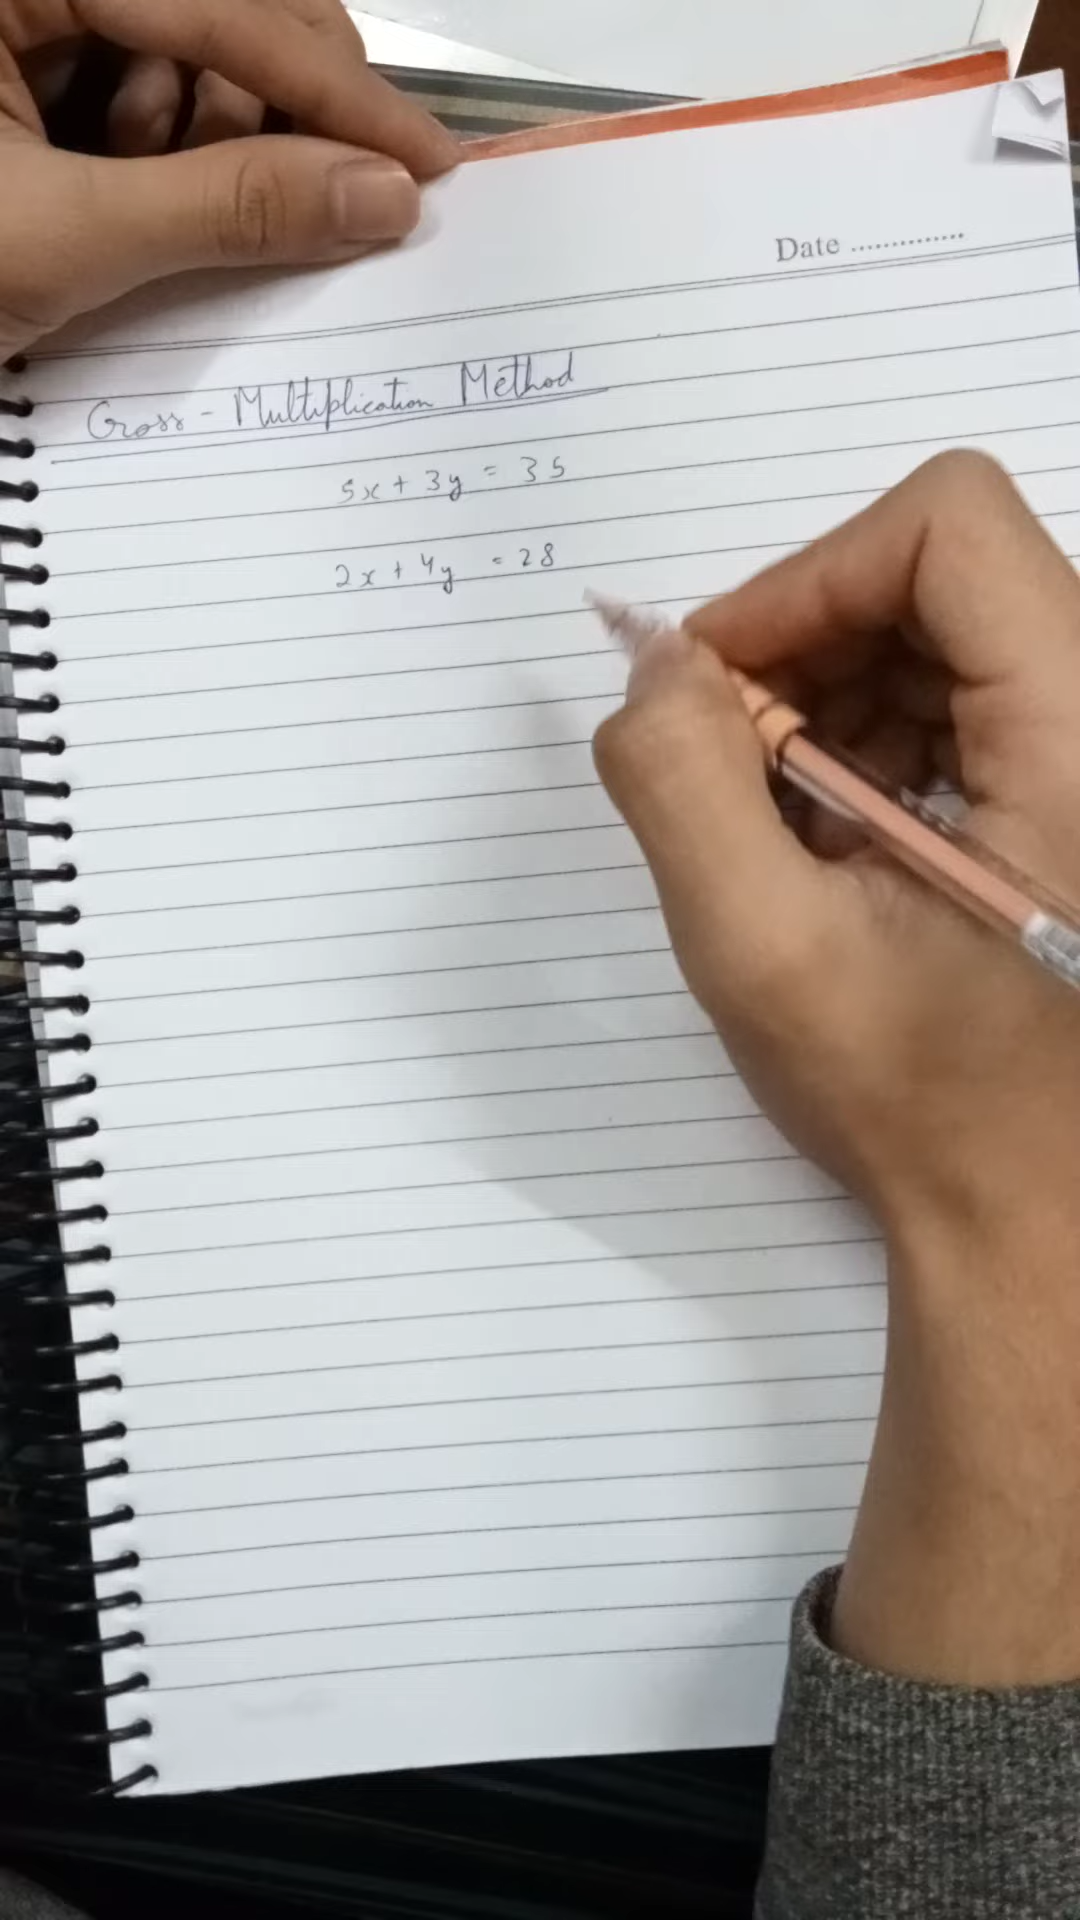 Date ..............
Cross - Multiplication Method
5x + 3y = 35
2x + 4y = 28